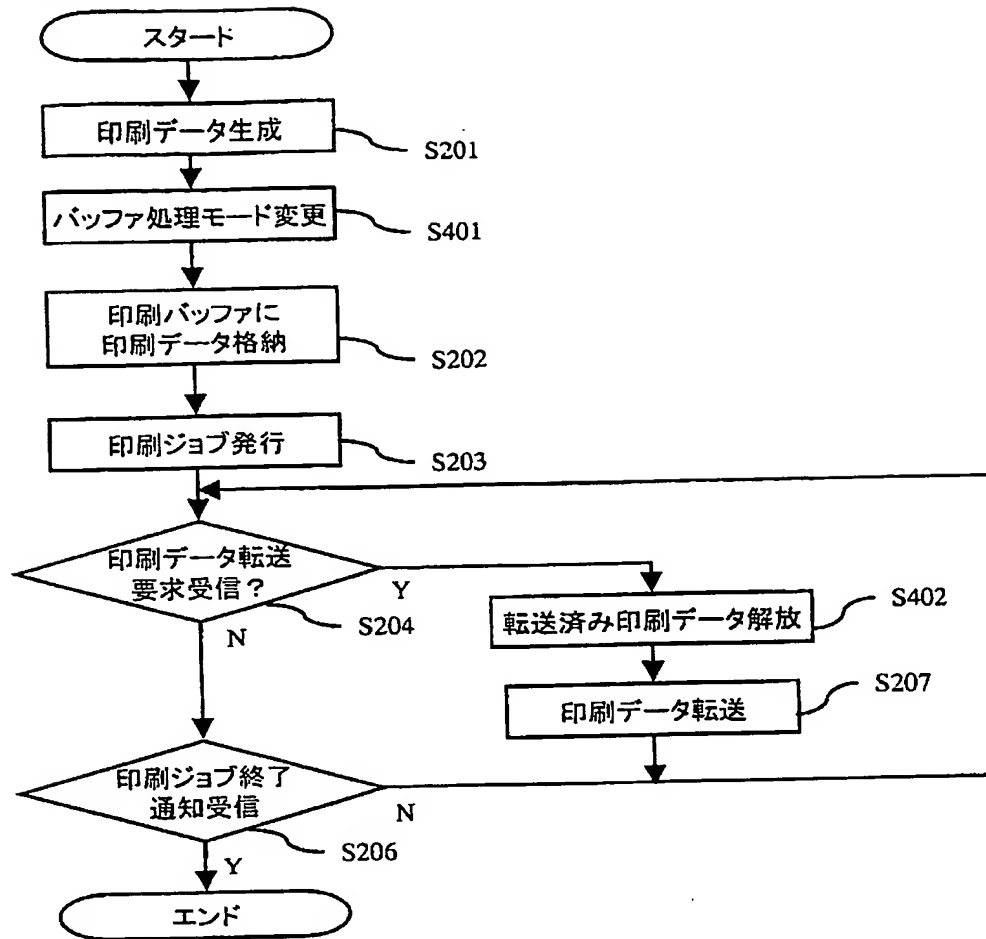 スタード
印刷データ生成
S201
バッファ処理モード変更
S401
印刷バッファに
印刷データ格納
S202
印刷ジョブ発行
S203
印刷データ転送
要求受信?
Y
S204
N
転送済み印刷データ解放
S402
印刷データ転送
S207
印刷ジョブ終了
通知受信
N
S206
Y
エンド